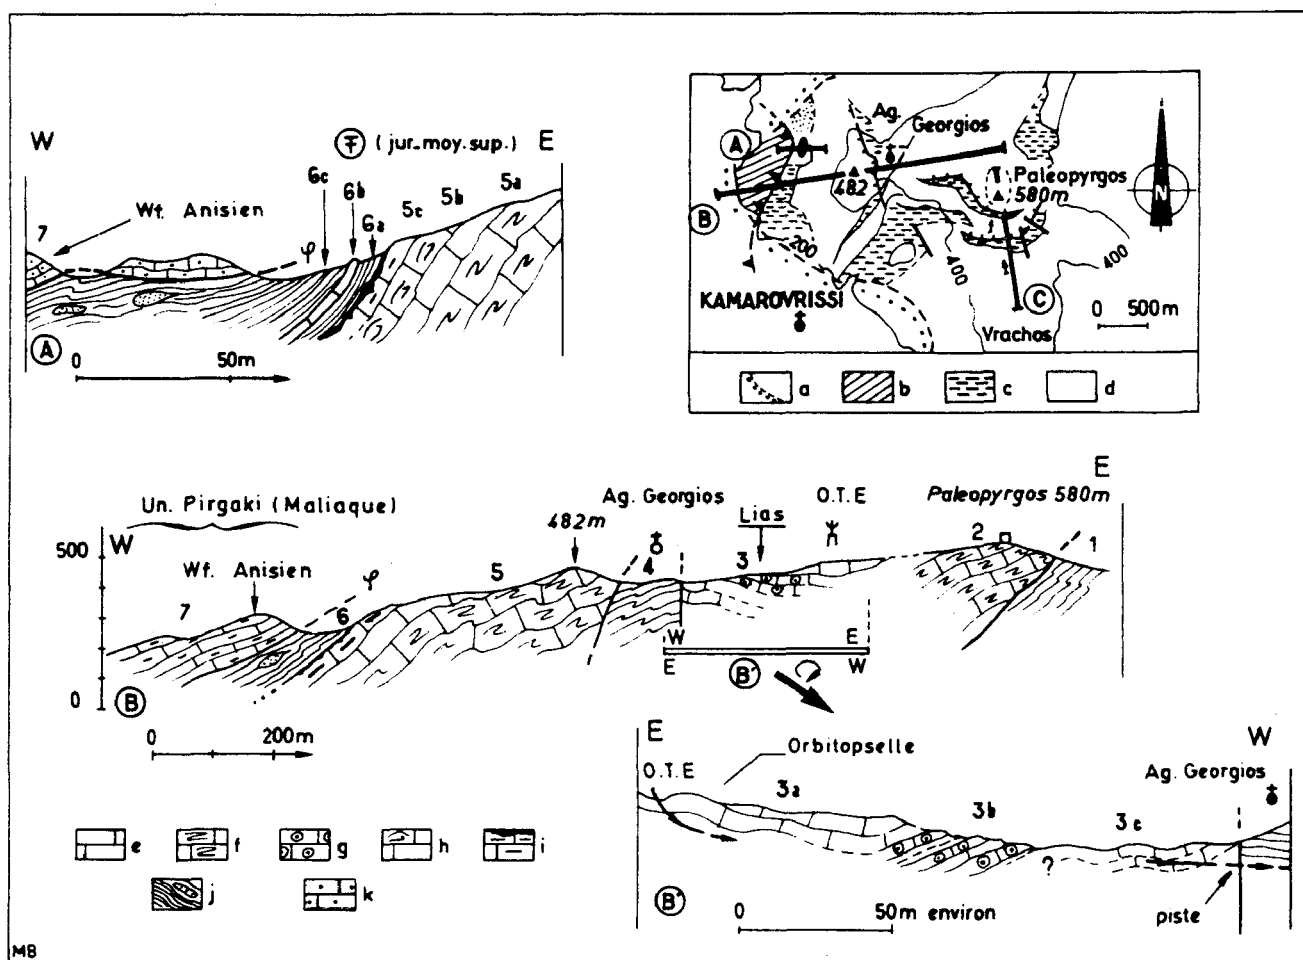 W
E
(jur-moy.sup.)
6c
6b
6a
5c
5b
5a
Wf. Anisien
7
φ
A
0 50m
Ag. Georgios
A
482
Paleopyrgos
580m
B
200
400
400
N
KAMAROVRISSI
C
Vrachos
0 500m
a b c d
Un. Pirgaki (Maliaque)
Ag. Georgios
O.T.E
Paleopyrgos 580m
E
500
W
482m
Lias
Wf. Anisien
φ
7
6
5
4
3
2
1
0
B
W E
E W
B'
0 200m
E
Orbitopselle
W
O.T.E
Ag. Georgios
3a
3b
3c
?
piste
B'
0 50m environ
e f g h i
j k
MB